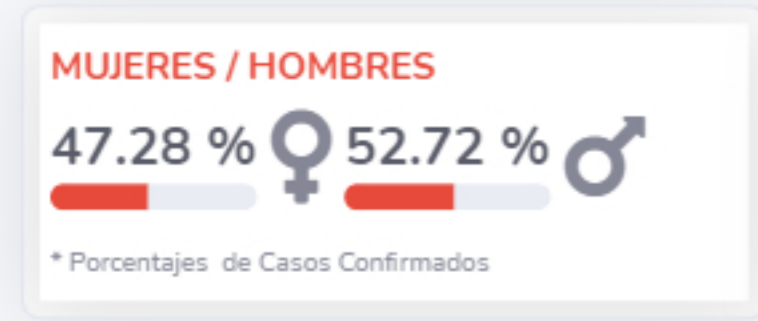 MUJERES / HOMBRES
47.28 % 52.72 %
* Porcentajes de Casos Confirmados